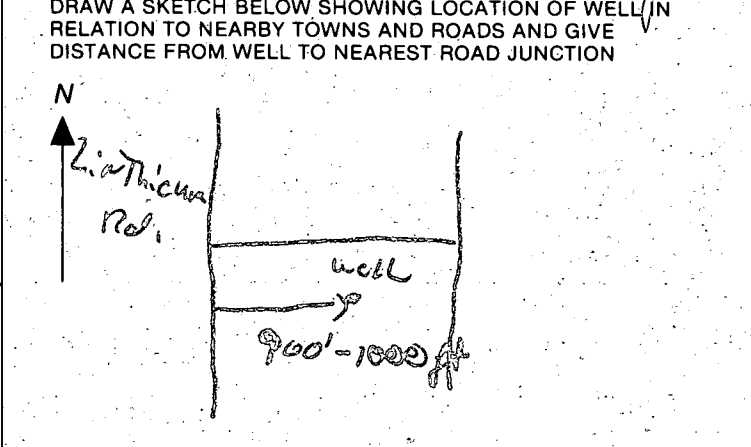 DRAW A SKETCH BELOW SHOWING LOCATION OF WELL IN
RELATION TO NEARBY TOWNS AND ROADS AND GIVE
DISTANCE FROM WELL TO NEAREST ROAD JUNCTION
N
Linthicum
Rd.
well
900'-1000 ft